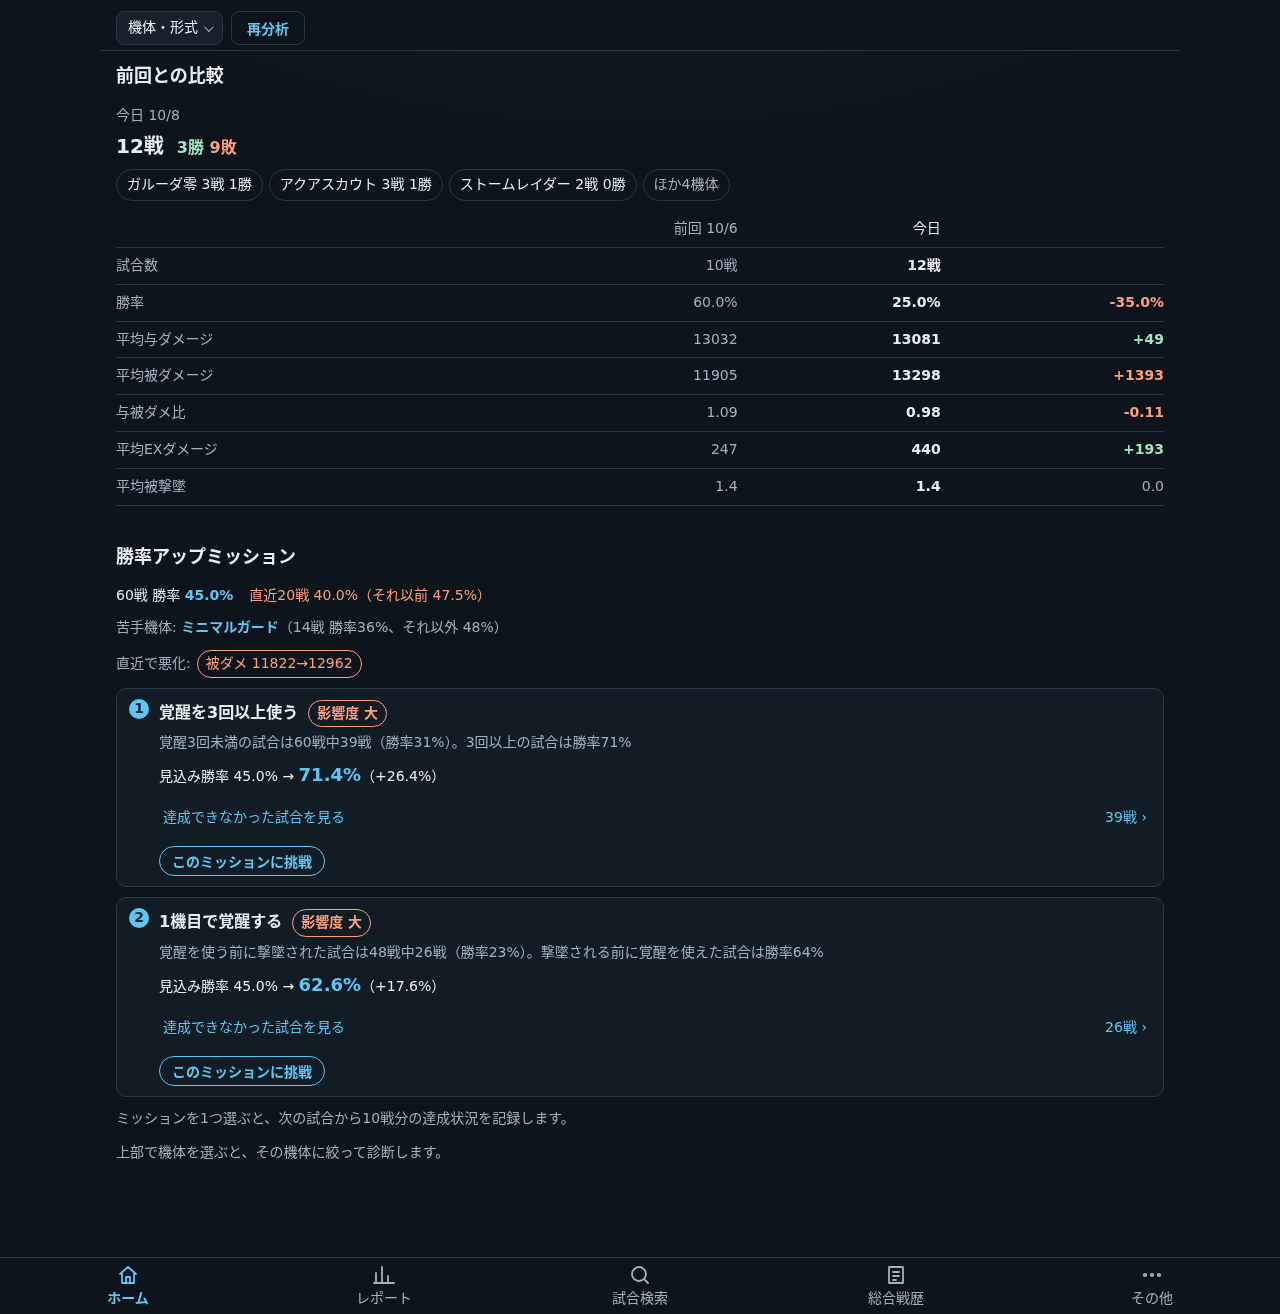 機体・形式 再分析
前回との比較
今日 10/8
12戦 3勝 9敗
ガルーダ零 3戦 1勝 アクアスカウト 3戦 1勝 ストームレイダー 2戦 0勝 ほか4機体
前回 10/6 今日
試合数 10戦 12戦
勝率 60.0% 25.0% -35.0%
平均与ダメージ 13032 13081 +49
平均被ダメージ 11905 13298 +1393
与被ダメ比 1.09 0.98 -0.11
平均EXダメージ 247 440 +193
平均被撃墜 1.4 1.4 0.0
勝率アップミッション
60戦 勝率 45.0% 直近20戦 40.0%（それ以前 47.5%）
苦手機体: ミニマルガード（14戦 勝率36%、それ以外 48%）
直近で悪化: 被ダメ 11822→12962
1 覚醒を3回以上使う 影響度 大
覚醒3回未満の試合は60戦中39戦（勝率31%）。3回以上の試合は勝率71%
見込み勝率 45.0% → 71.4%（+26.4%）
達成できなかった試合を見る 39戦 ›
このミッションに挑戦
2 1機目で覚醒する 影響度 大
覚醒を使う前に撃墜された試合は48戦中26戦（勝率23%）。撃墜される前に覚醒を使えた試合は勝率64%
見込み勝率 45.0% → 62.6%（+17.6%）
達成できなかった試合を見る 26戦 ›
このミッションに挑戦
ミッションを1つ選ぶと、次の試合から10戦分の達成状況を記録します。
上部で機体を選ぶと、その機体に絞って診断します。
ホーム レポート 試合検索 総合戦歴 その他